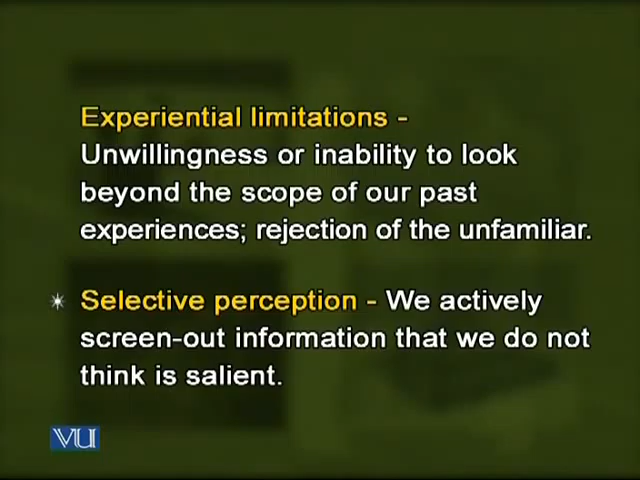 Experiential limitations -
Unwillingness or inability to look
beyond the scope of our past
experiences; rejection of the unfamiliar.
Selective perception - We actively
screen-out information that we do not
think is salient.
VU